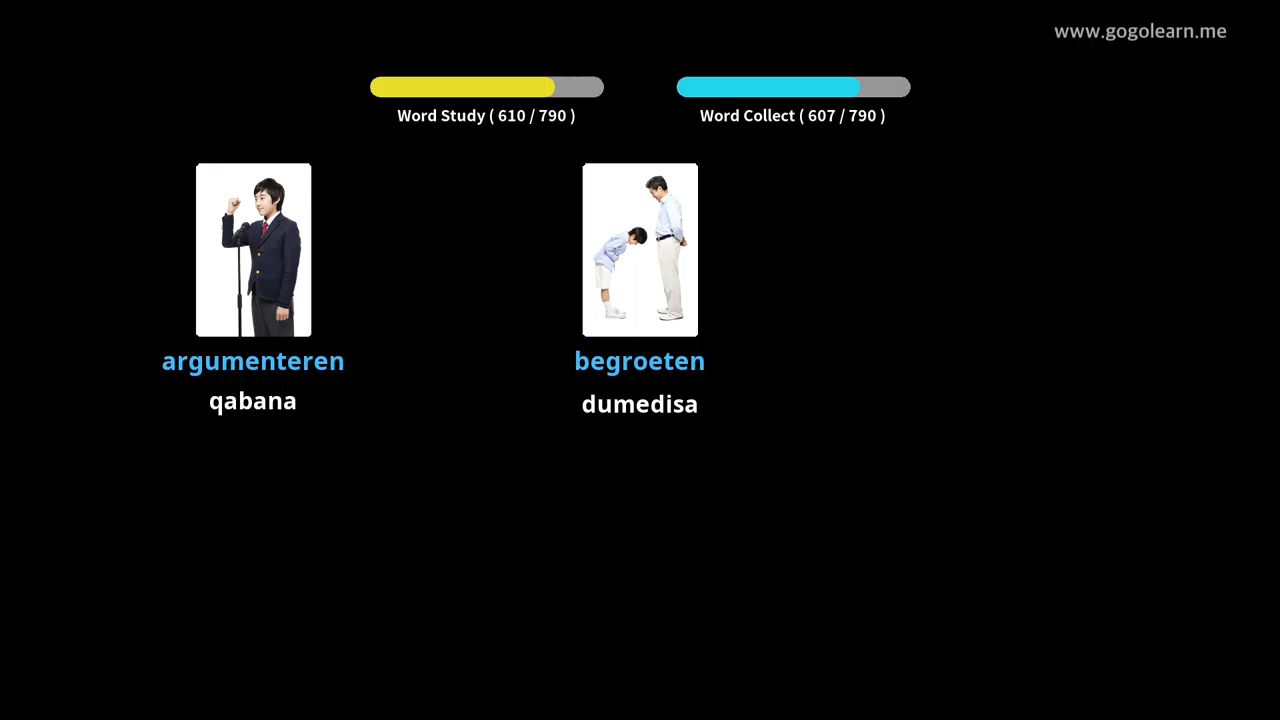 www.gogolearn.me
Word Study ( 610 / 790 )
Word Collect ( 607 / 790 )
argumenteren
qabana
begroeten
dumedisa